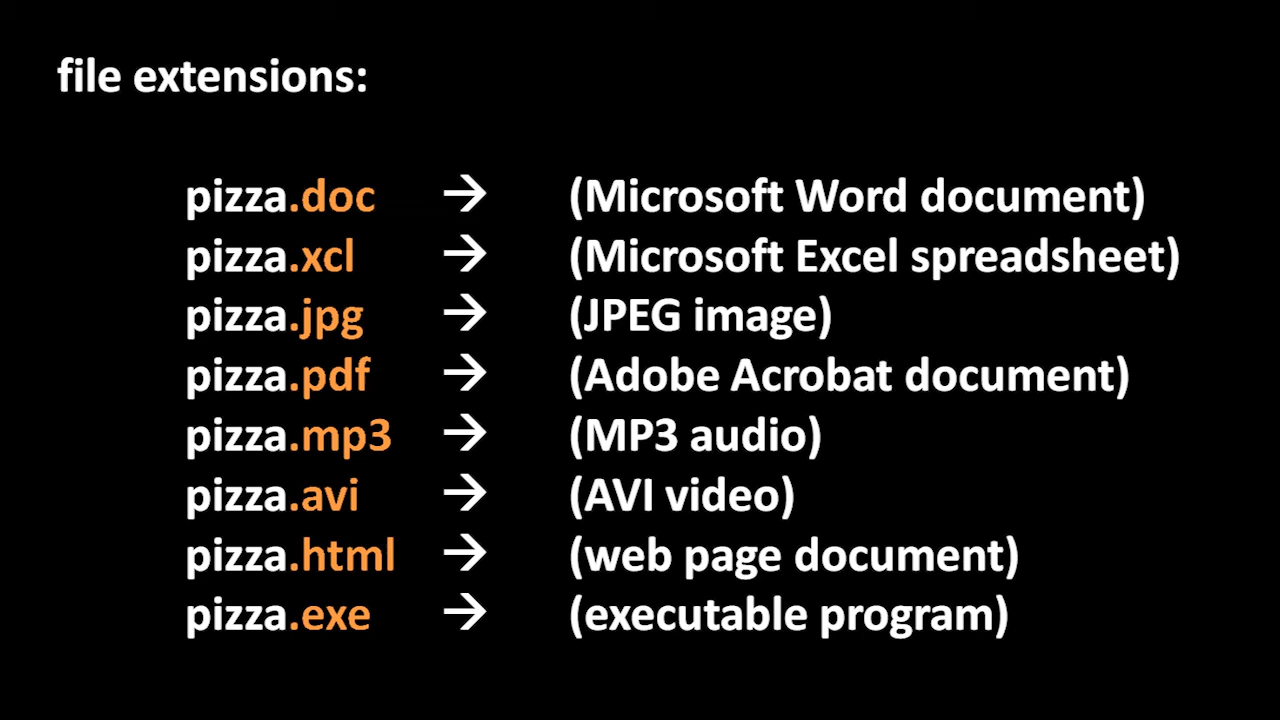 file extensions:
pizza.doc → (Microsoft Word document)
pizza.xcl → (Microsoft Excel spreadsheet)
pizza.jpg → (JPEG image)
pizza.pdf → (Adobe Acrobat document)
pizza.mp3 → (MP3 audio)
pizza.avi → (AVI video)
pizza.html → (web page document)
pizza.exe → (executable program)